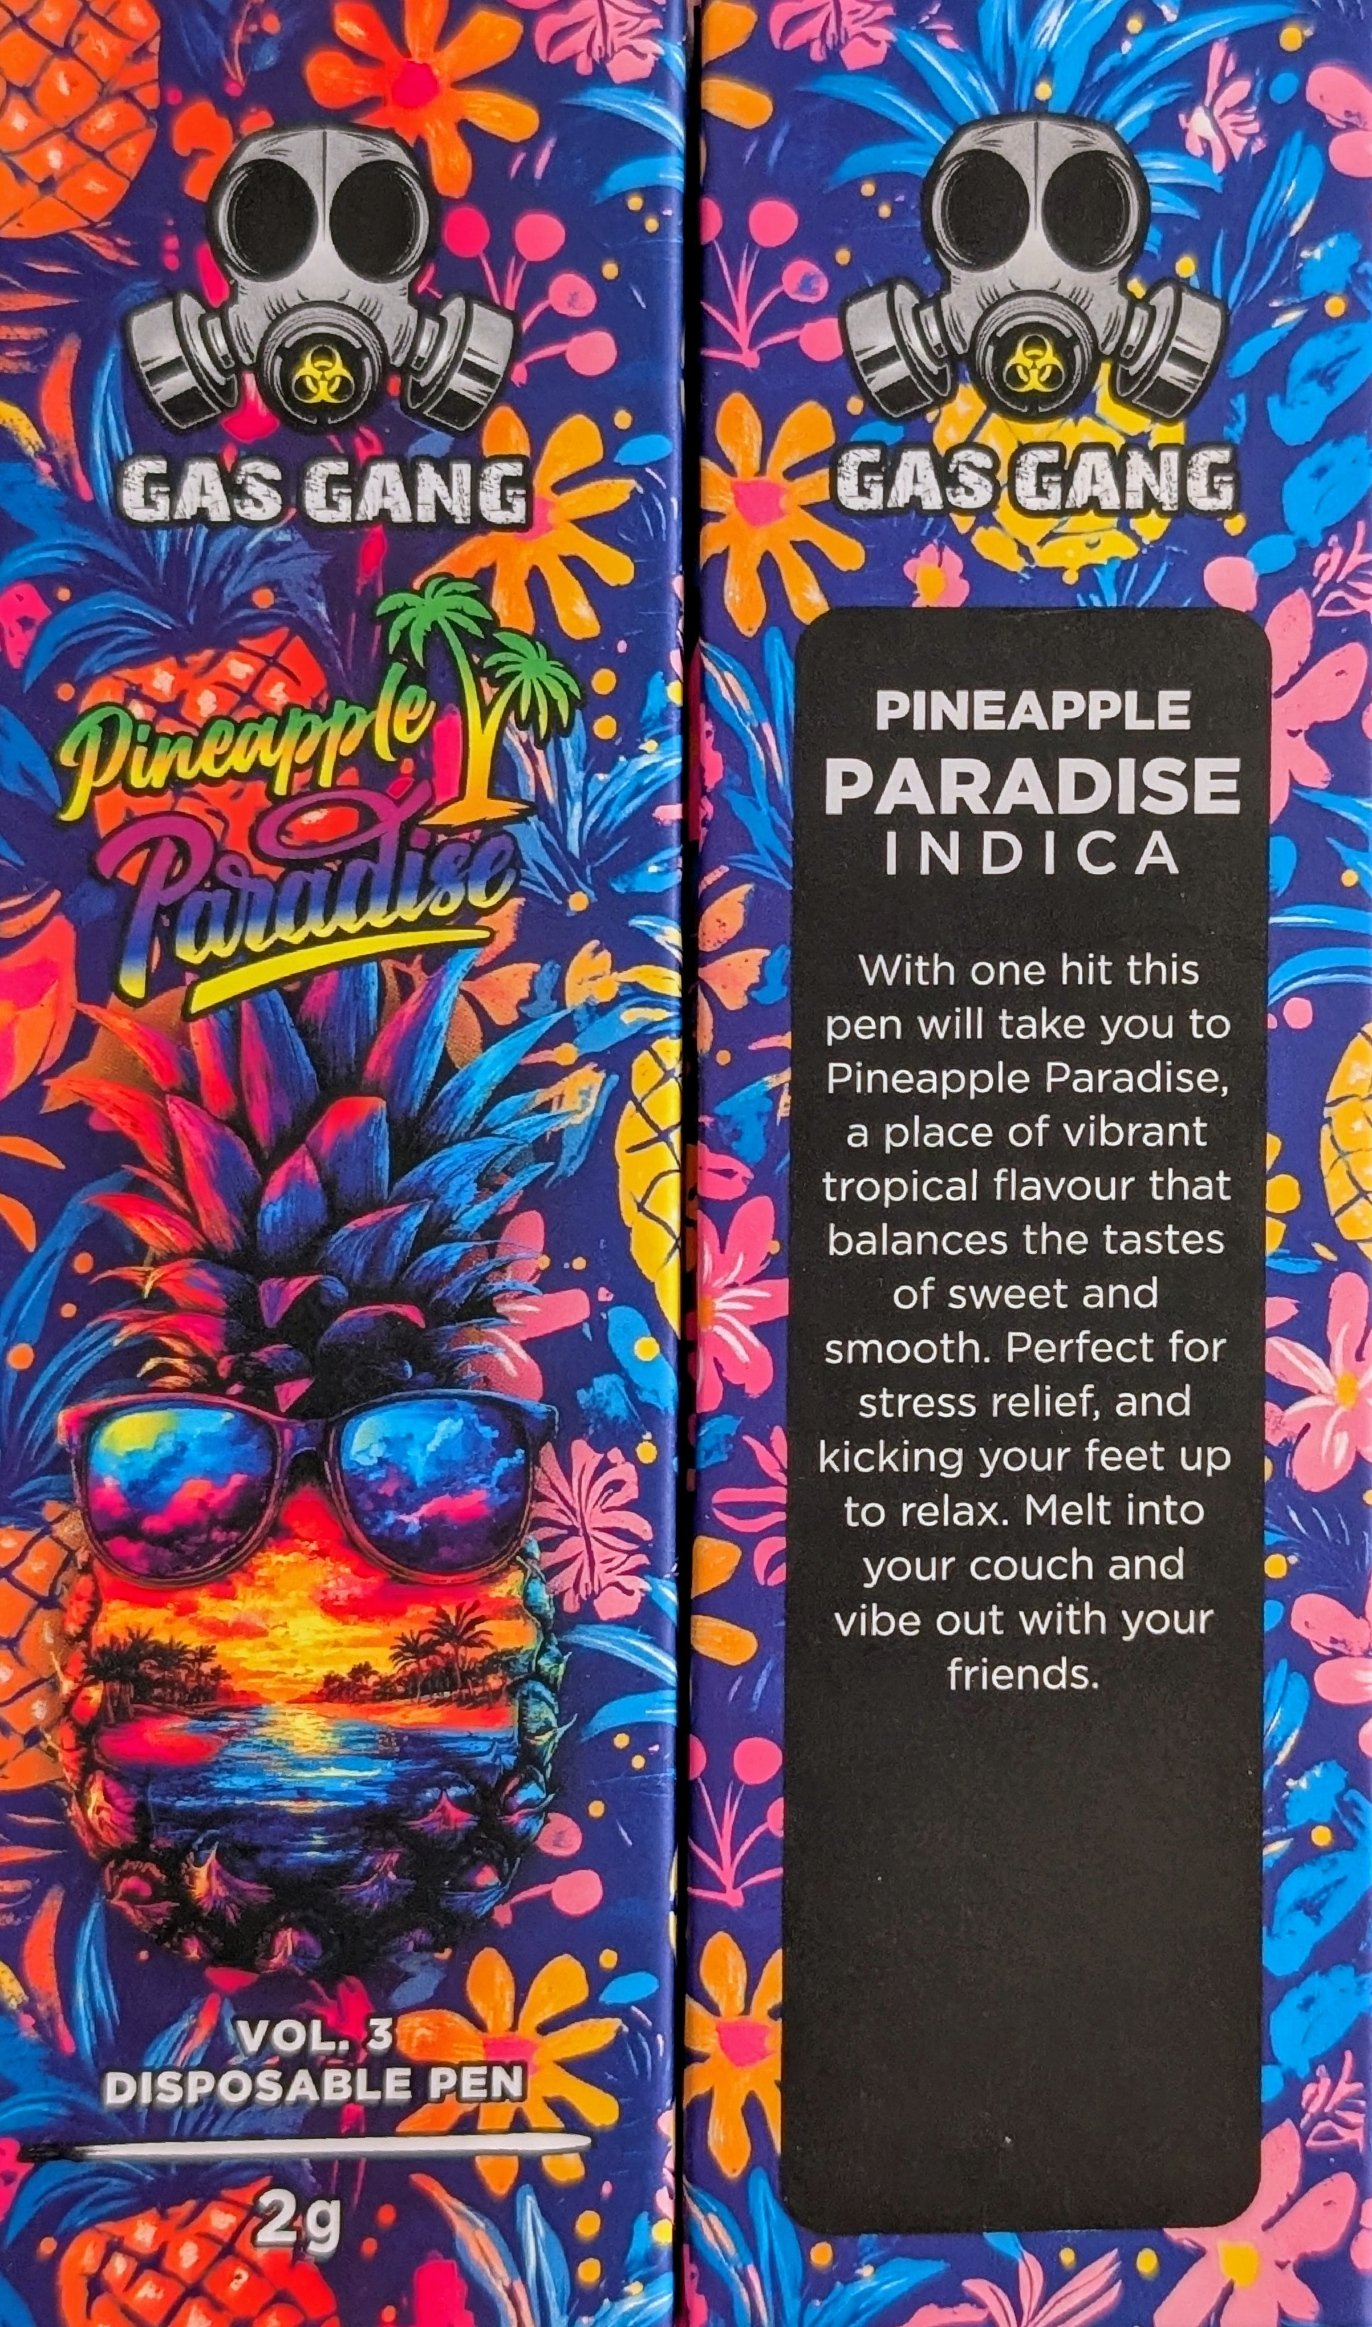 GAS GANG
Pineapple
Paradise
VOL. 3
DISPOSABLE PEN
2g
GAS GANG
PINEAPPLE
PARADISE
INDICA
With one hit this
pen will take you to
Pineapple Paradise,
a place of vibrant
tropical flavour that
balances the tastes
of sweet and
smooth. Perfect for
stress relief, and
kicking your feet up
to relax. Melt into
your couch and
vibe out with your
friends.